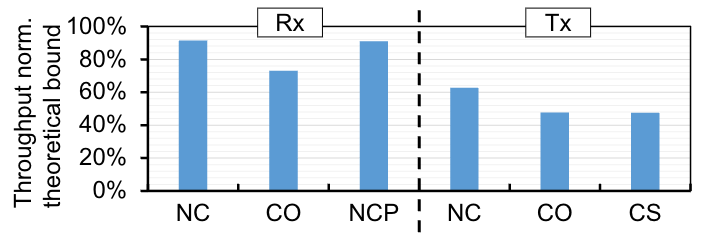 Throughput norm.
theoretical bound
100%
80%
60%
40%
20%
0%
Rx
Tx
NC
CO
NCP
NC
CO
CS